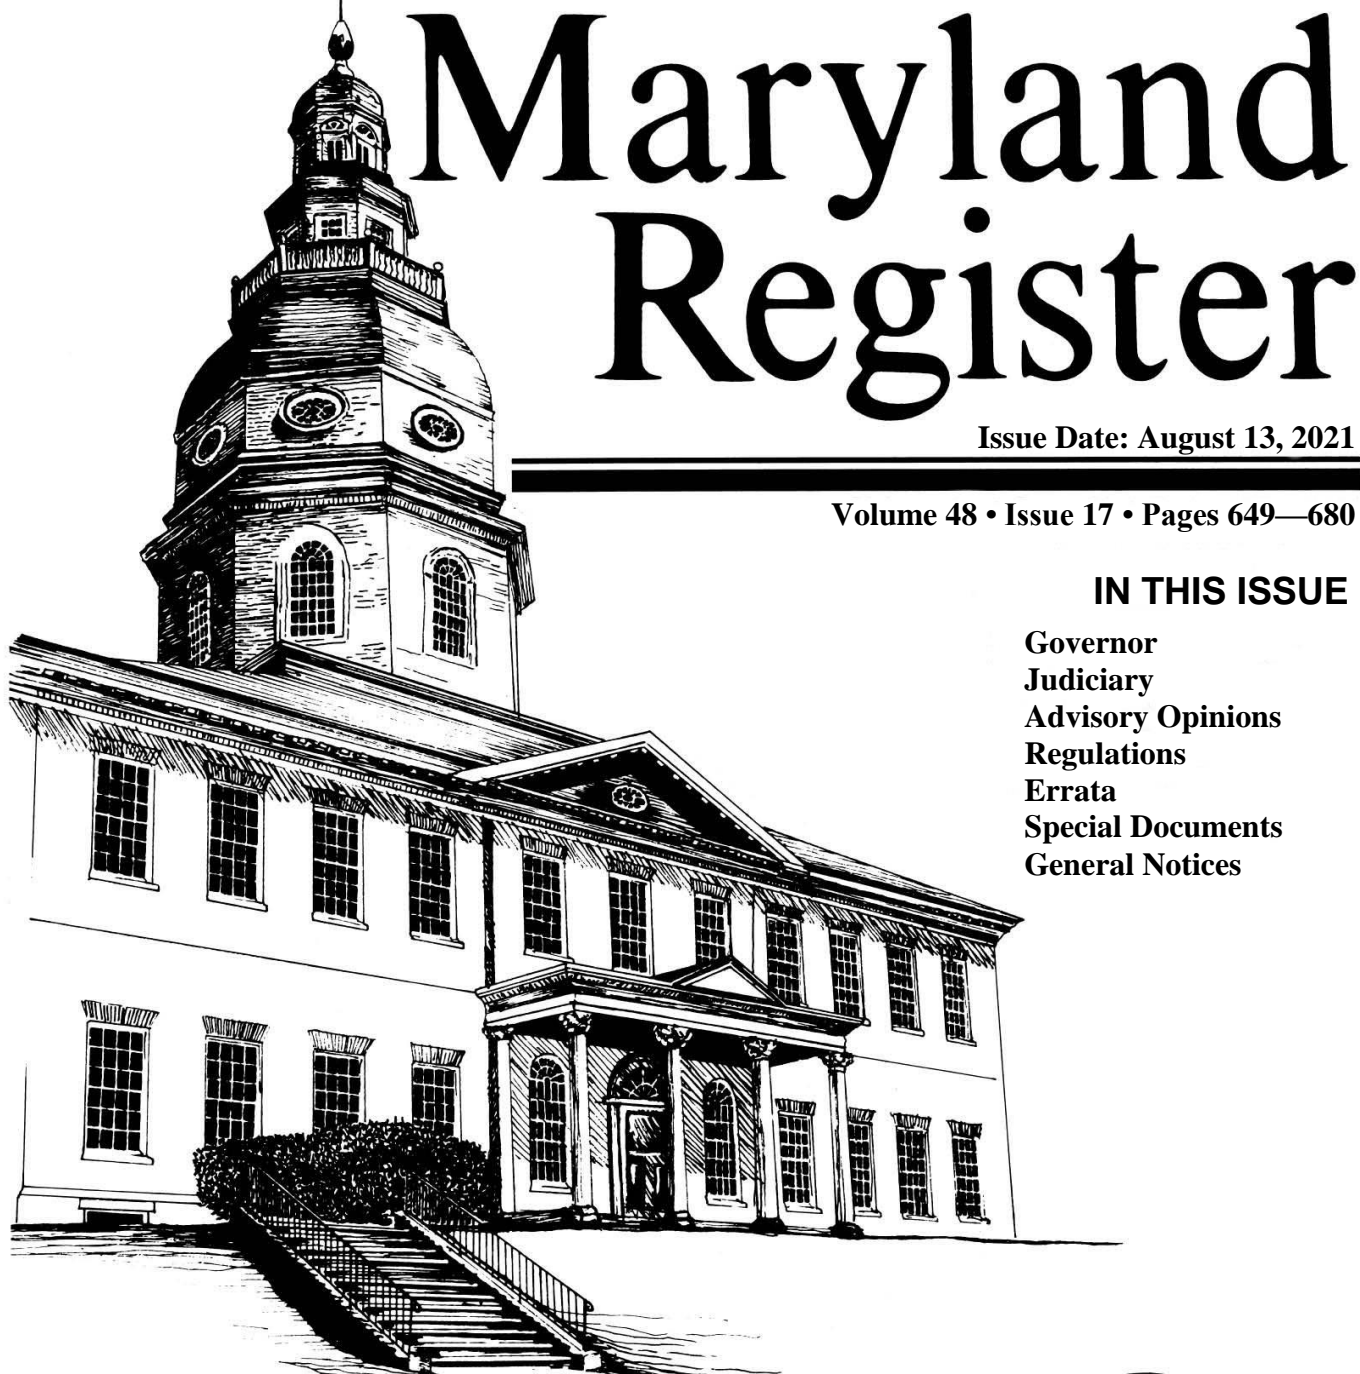 Maryland
Register
Issue Date: August 13, 2021
Volume 48 • Issue 17 • Pages 649—680
IN THIS ISSUE
Governor
Judiciary
Advisory Opinions
Regulations
Errata
Special Documents
General Notices